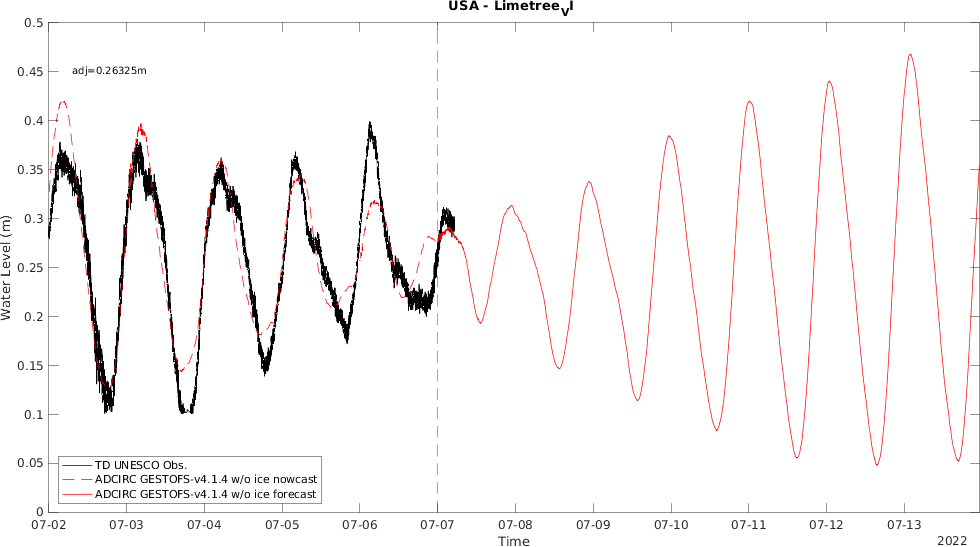 USA - Limetree_VI
0.5
0.45
0.4
0.35
0.3
0.25
0.2
0.15
0.1
0.05
0
Water Level (m)
adj=0.26325m
TD UNESCO Obs.
ADCIRC GESTOFS-v4.1.4 w/o ice nowcast
ADCIRC GESTOFS-v4.1.4 w/o ice forecast
07-02 07-03 07-04 07-05 07-06 07-07 07-08 07-09 07-10 07-11 07-12 07-13
Time
2022